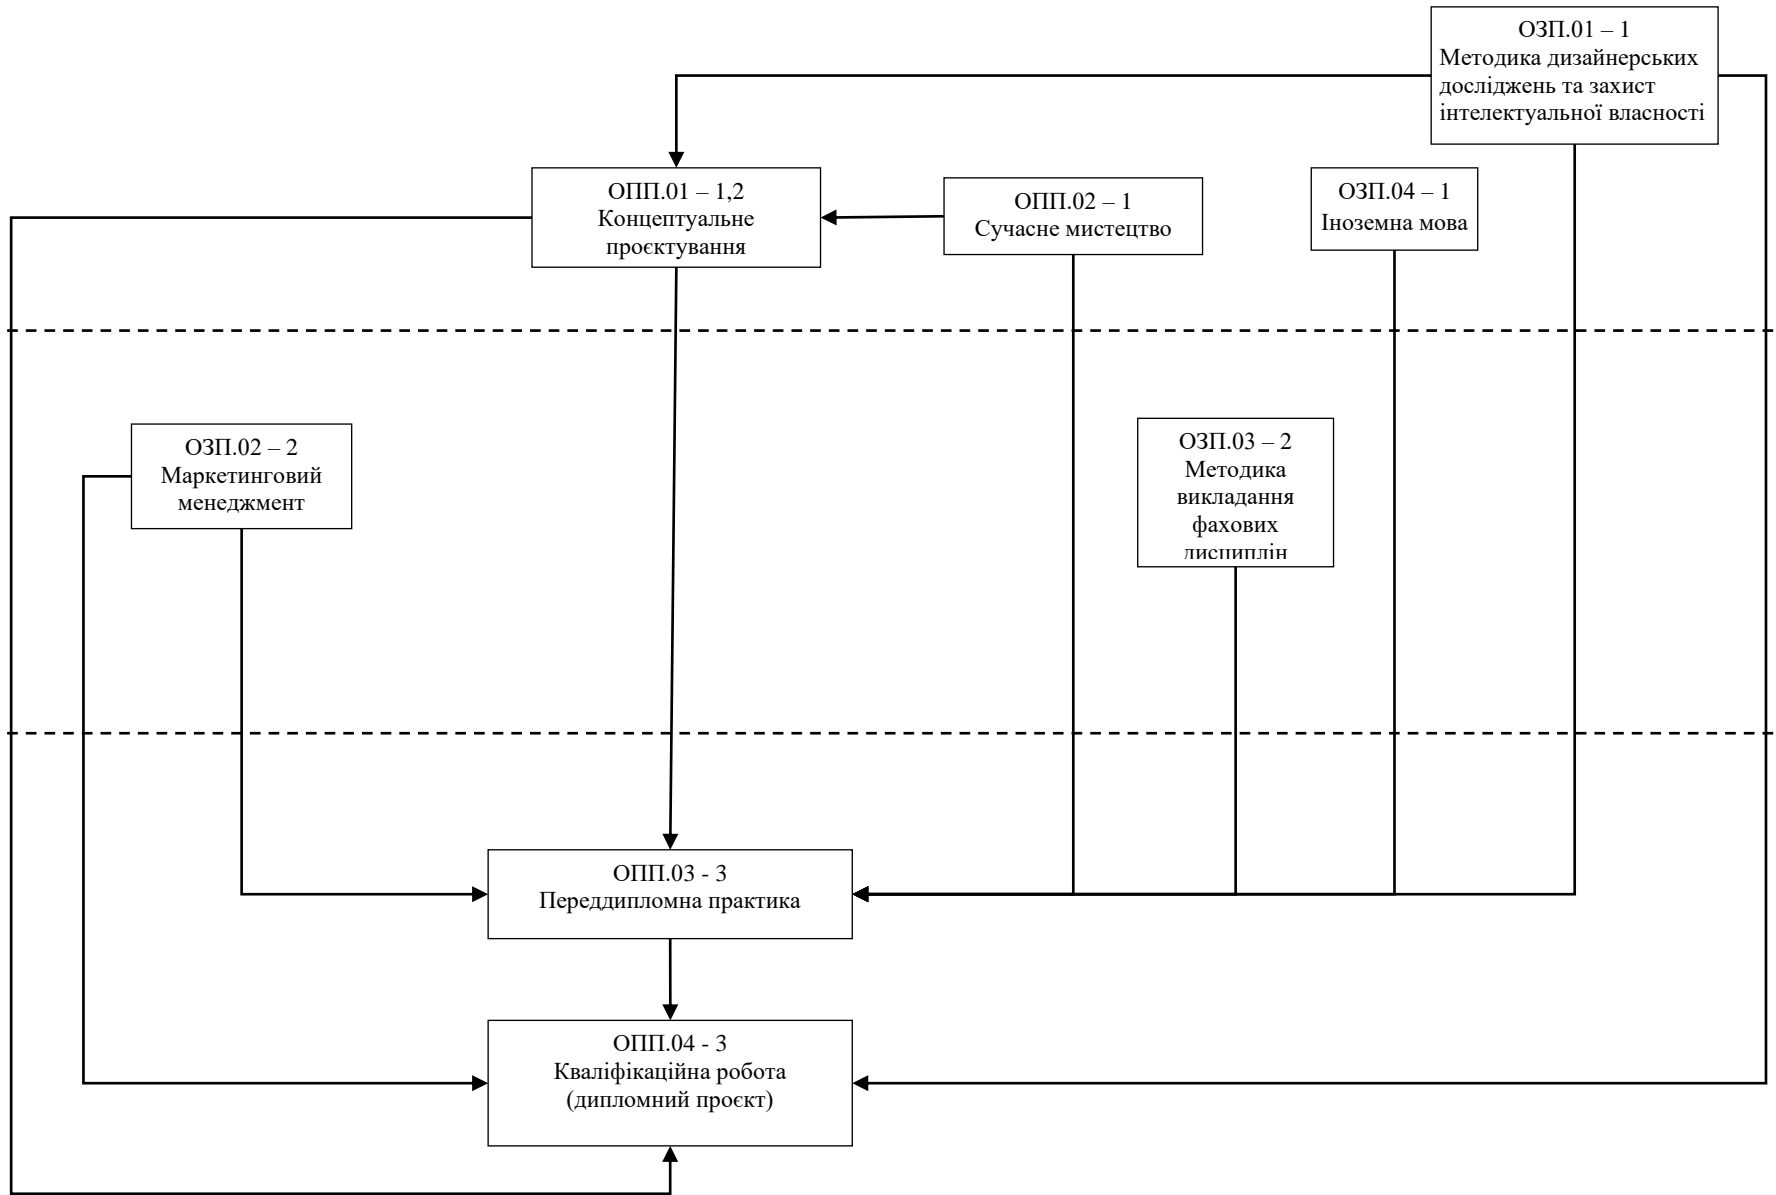 ОЗП.01 – 1
Методика дизайнерських
досліджень та захист
інтелектуальної власності
ОПП.01 – 1,2
Концептуальне
проєктування
ОПП.02 – 1
Сучасне мистецтво
ОЗП.04 – 1
Іноземна мова
ОЗП.02 – 2
Маркетинговий
менеджмент
ОЗП.03 – 2
Методика
викладання
фахових
дисциплін
ОПП.03 - 3
Переддипломна практика
ОПП.04 - 3
Кваліфікаційна робота
(дипломний проєкт)